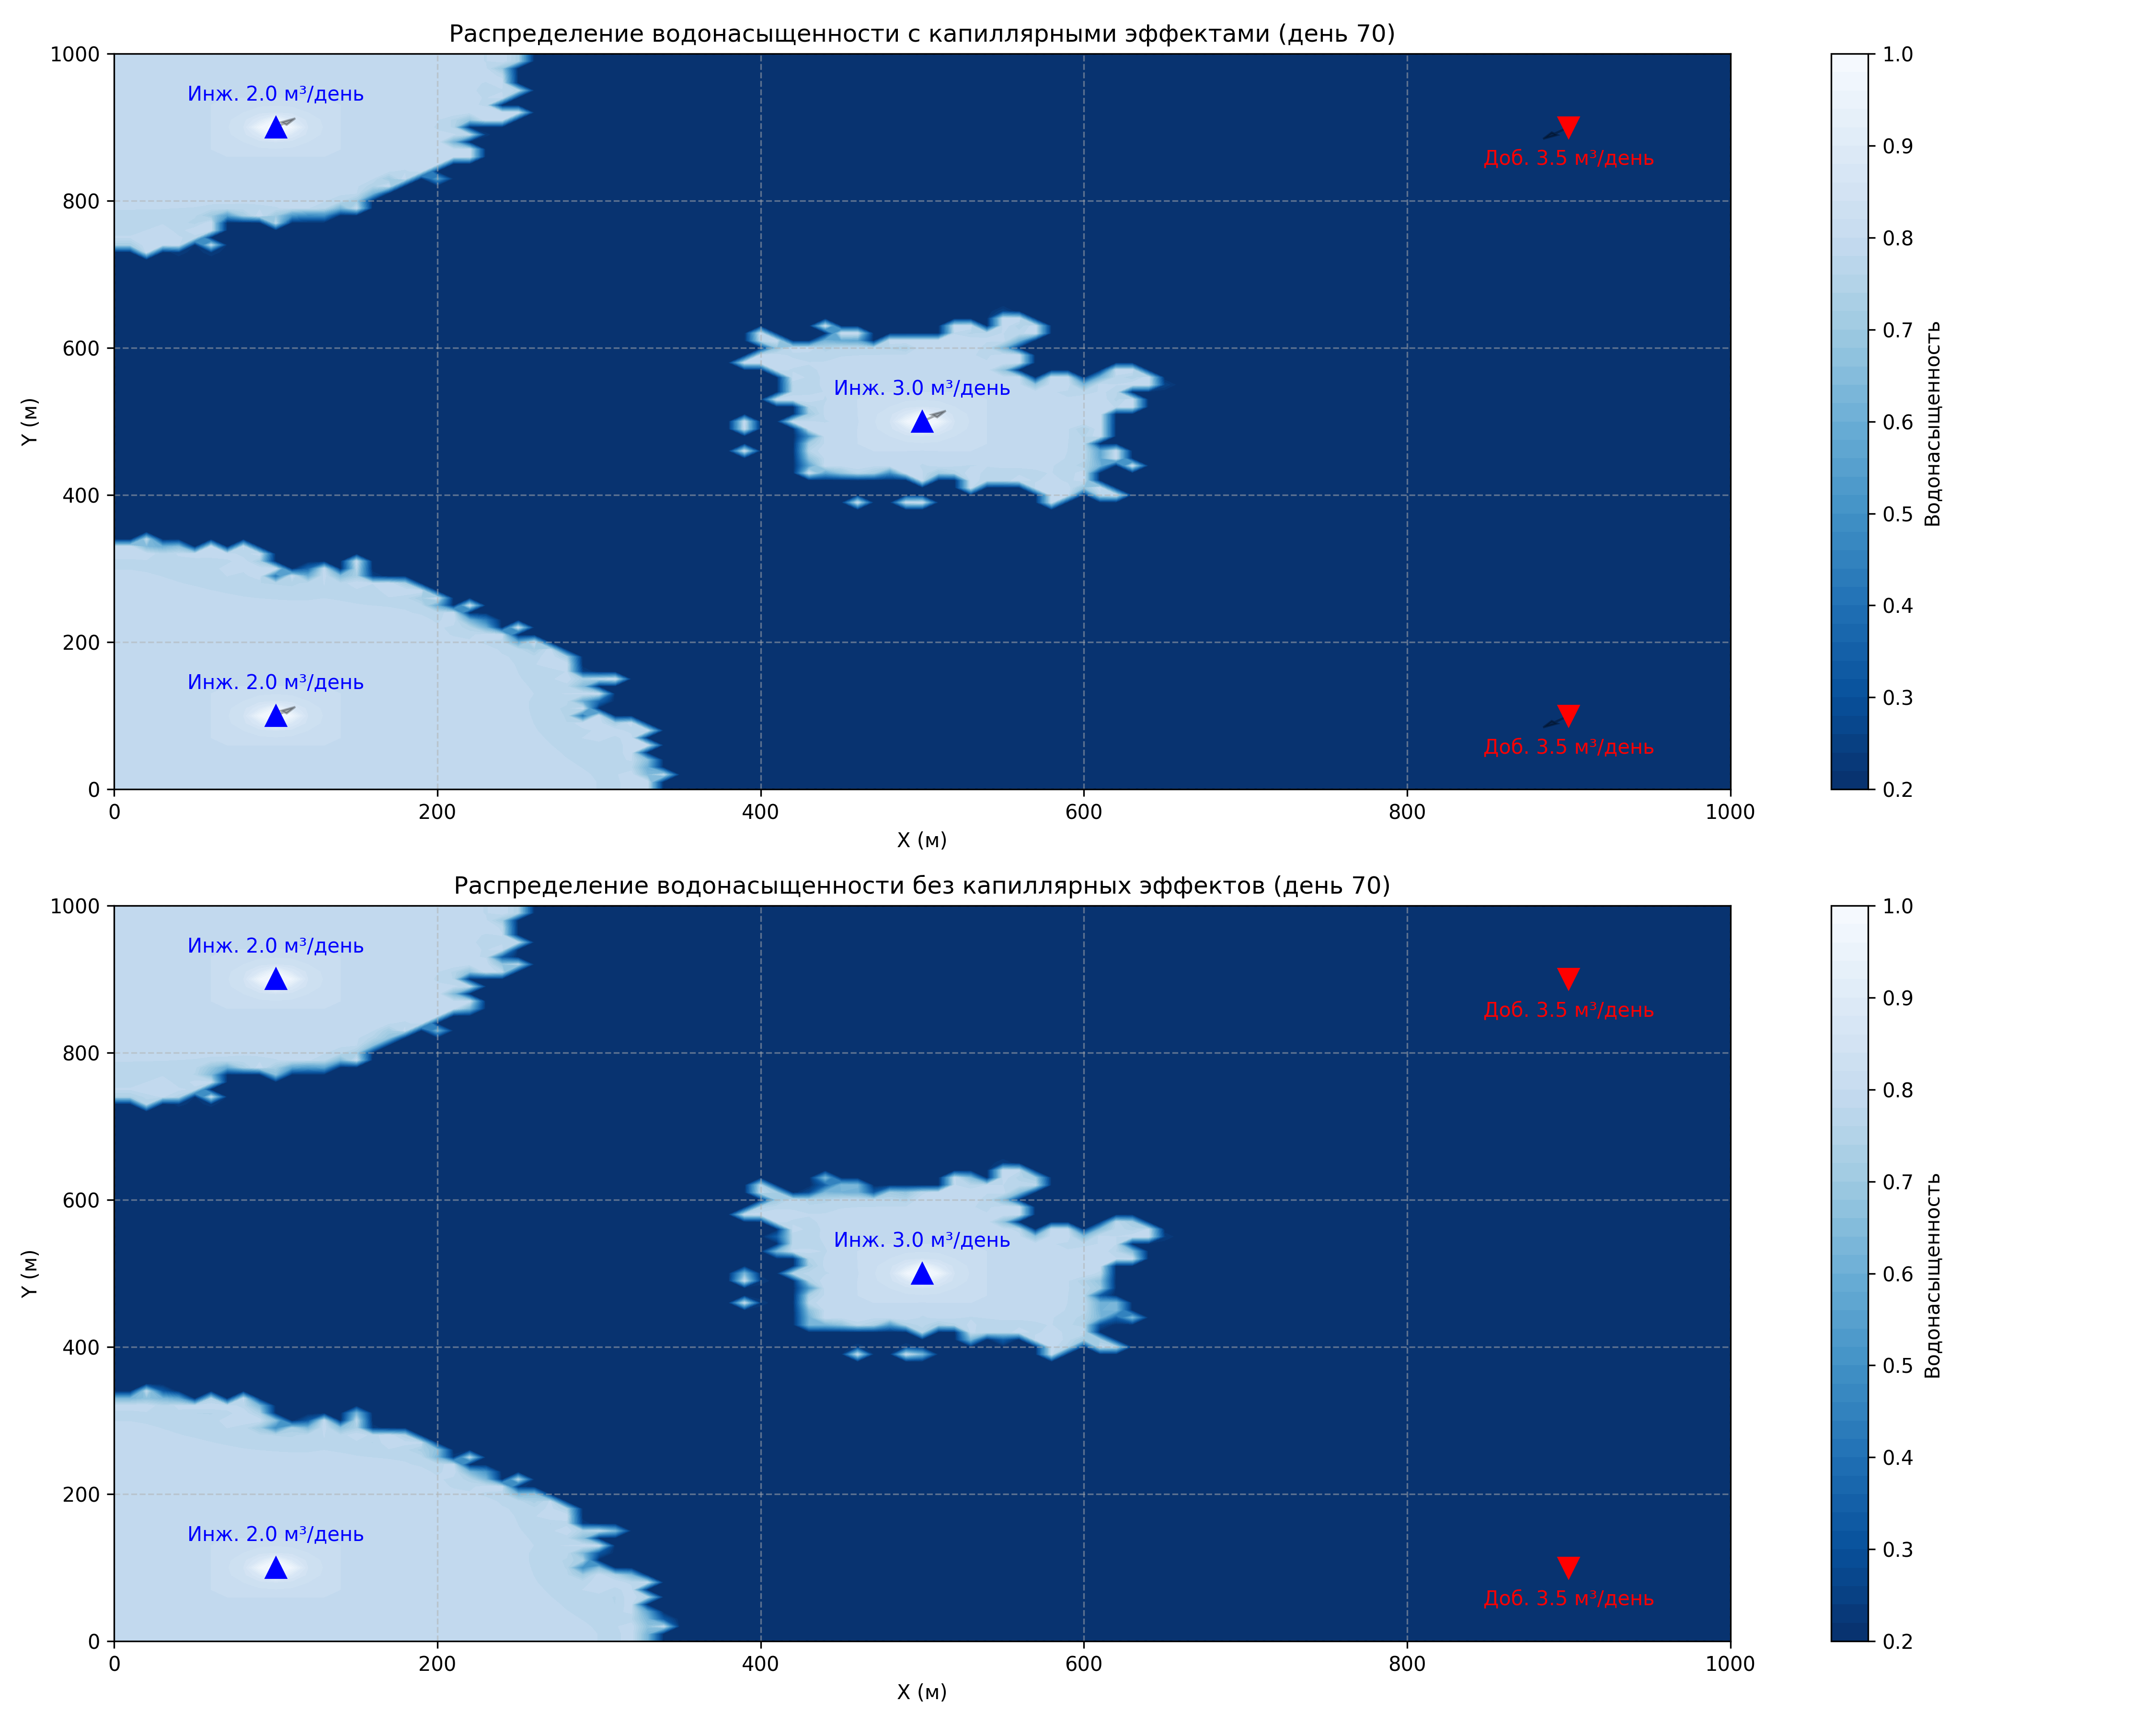 Распределение водонасыщенности с капиллярными эффектами (день 70)
1000
800
600
400
200
0
Y (м)
Инж. 2.0 м³/день
Доб. 3.5 м³/день
Инж. 3.0 м³/день
Инж. 2.0 м³/день
Доб. 3.5 м³/день
0 200 400 600 800 1000
X (м)
1.0
0.9
0.8
0.7
0.6
0.5
0.4
0.3
0.2
Водонасыщенность
Распределение водонасыщенности без капиллярных эффектов (день 70)
1000
800
600
400
200
0
Y (м)
Инж. 2.0 м³/день
Доб. 3.5 м³/день
Инж. 3.0 м³/день
Инж. 2.0 м³/день
Доб. 3.5 м³/день
0 200 400 600 800 1000
X (м)
1.0
0.9
0.8
0.7
0.6
0.5
0.4
0.3
0.2
Водонасыщенность